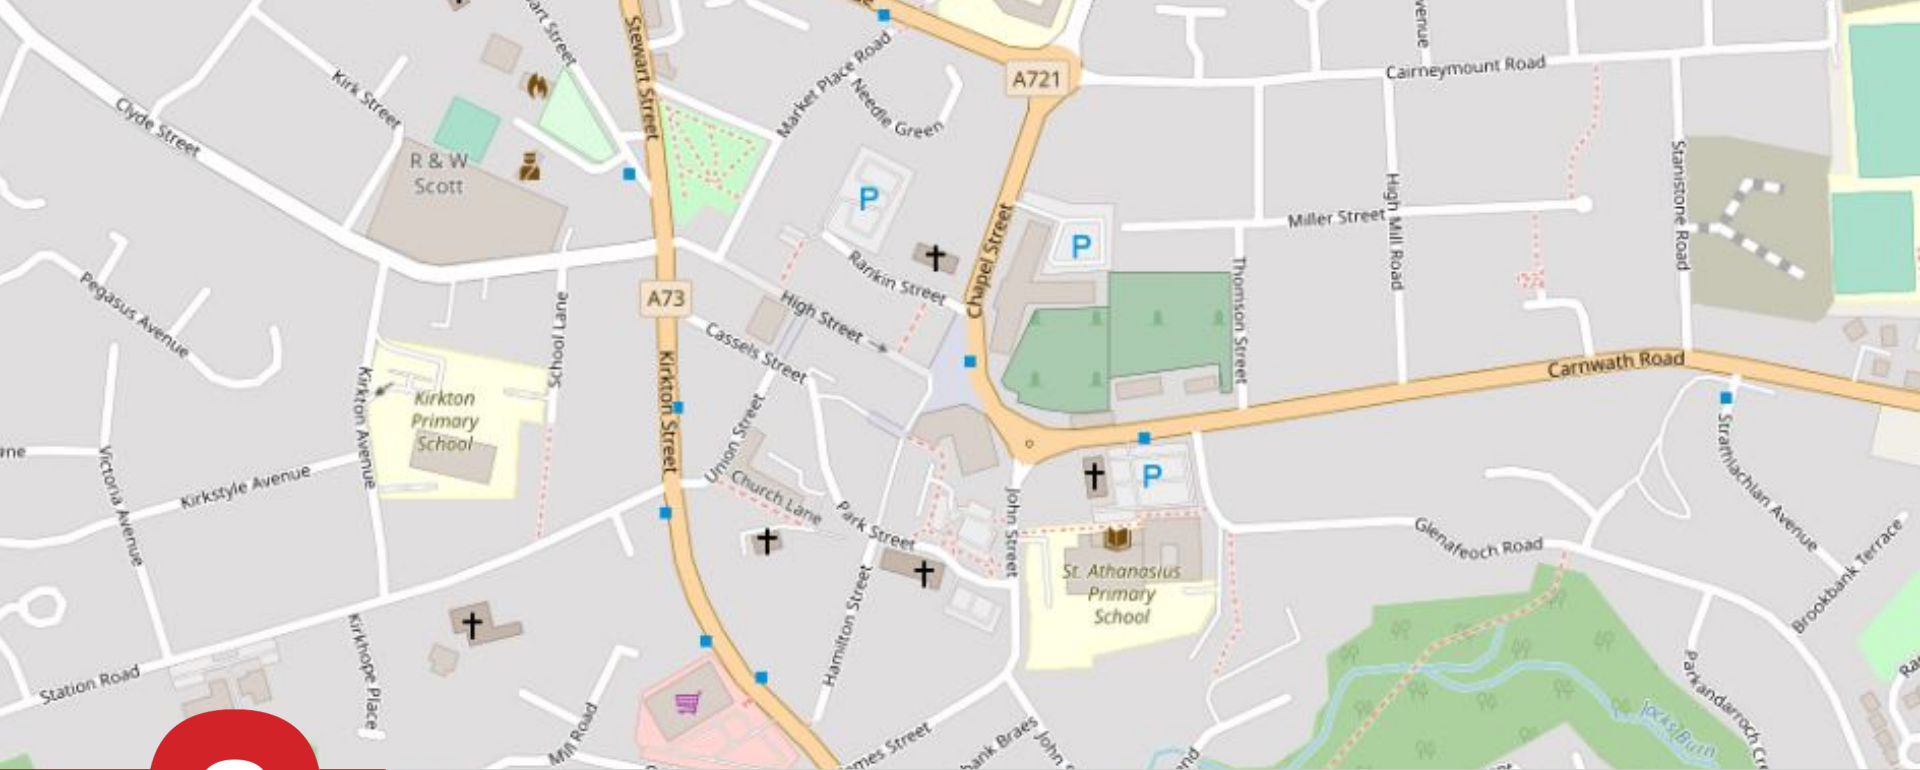 Stewart Street
Market Place Road
Needle Green
A721
Cairneymount Road
Kirk Street
Clyde Street
R & W
Scott
P
P
Chapel Street
Miller Street
High Mill Road
Stanistone Road
Rankin Street
Thomson Street
A73
High Street
Cassels Street
Pegasus Avenue
School Lane
Carnwath Road
Kirkton
Primary
School
Kirkton Avenue
Kirkton Street
Union Street
Church Lane
Park Street
P
Strathlachlan Avenue
Kirkstyle Avenue
Victoria Avenue
John Street
Glenafeoch Road
St. Athanasius
Primary
School
Brookbank Terrace
Hamilton Street
Kirkhope Place
Station Road
Mill Road
Jocks Burn